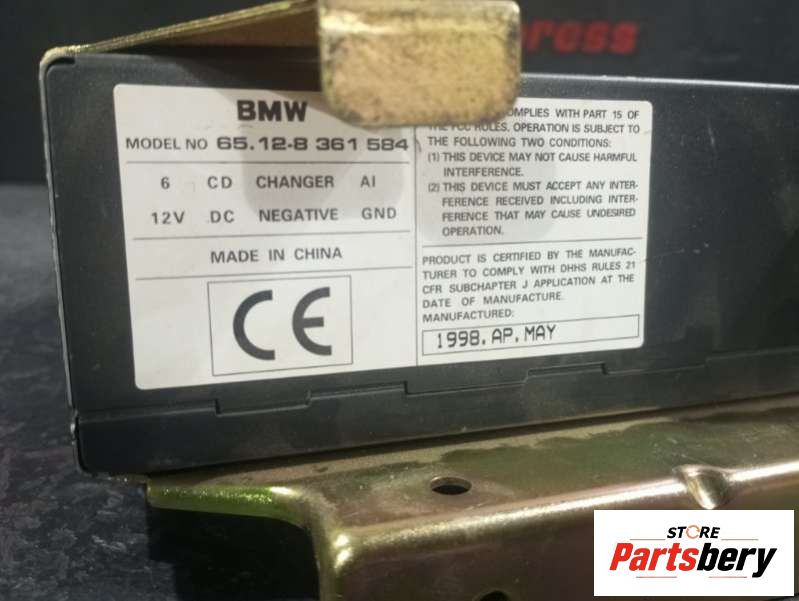 press
BMW
MODEL NO 65.12-8 361 584
6 CD CHANGER AI
12V DC NEGATIVE GND
MADE IN CHINA
CE
COMPLIES WITH PART 15 OF
THE FCC RULES. OPERATION IS SUBJECT TO
THE FOLLOWING TWO CONDITIONS:
(1) THIS DEVICE MAY NOT CAUSE HARMFUL
INTERFERENCE.
(2) THIS DEVICE MUST ACCEPT ANY INTER-
FERENCE RECEIVED INCLUDING INTER-
FERENCE THAT MAY CAUSE UNDESIRED
OPERATION.
PRODUCT IS CERTIFIED BY THE MANUFAC-
TURER TO COMPLY WITH DHHS RULES 21
CFR SUBCHAPTER J APPLICATION AT THE
DATE OF MANUFACTURE.
MANUFACTURED:
1998.AP.MAY
STORE
Partsbery